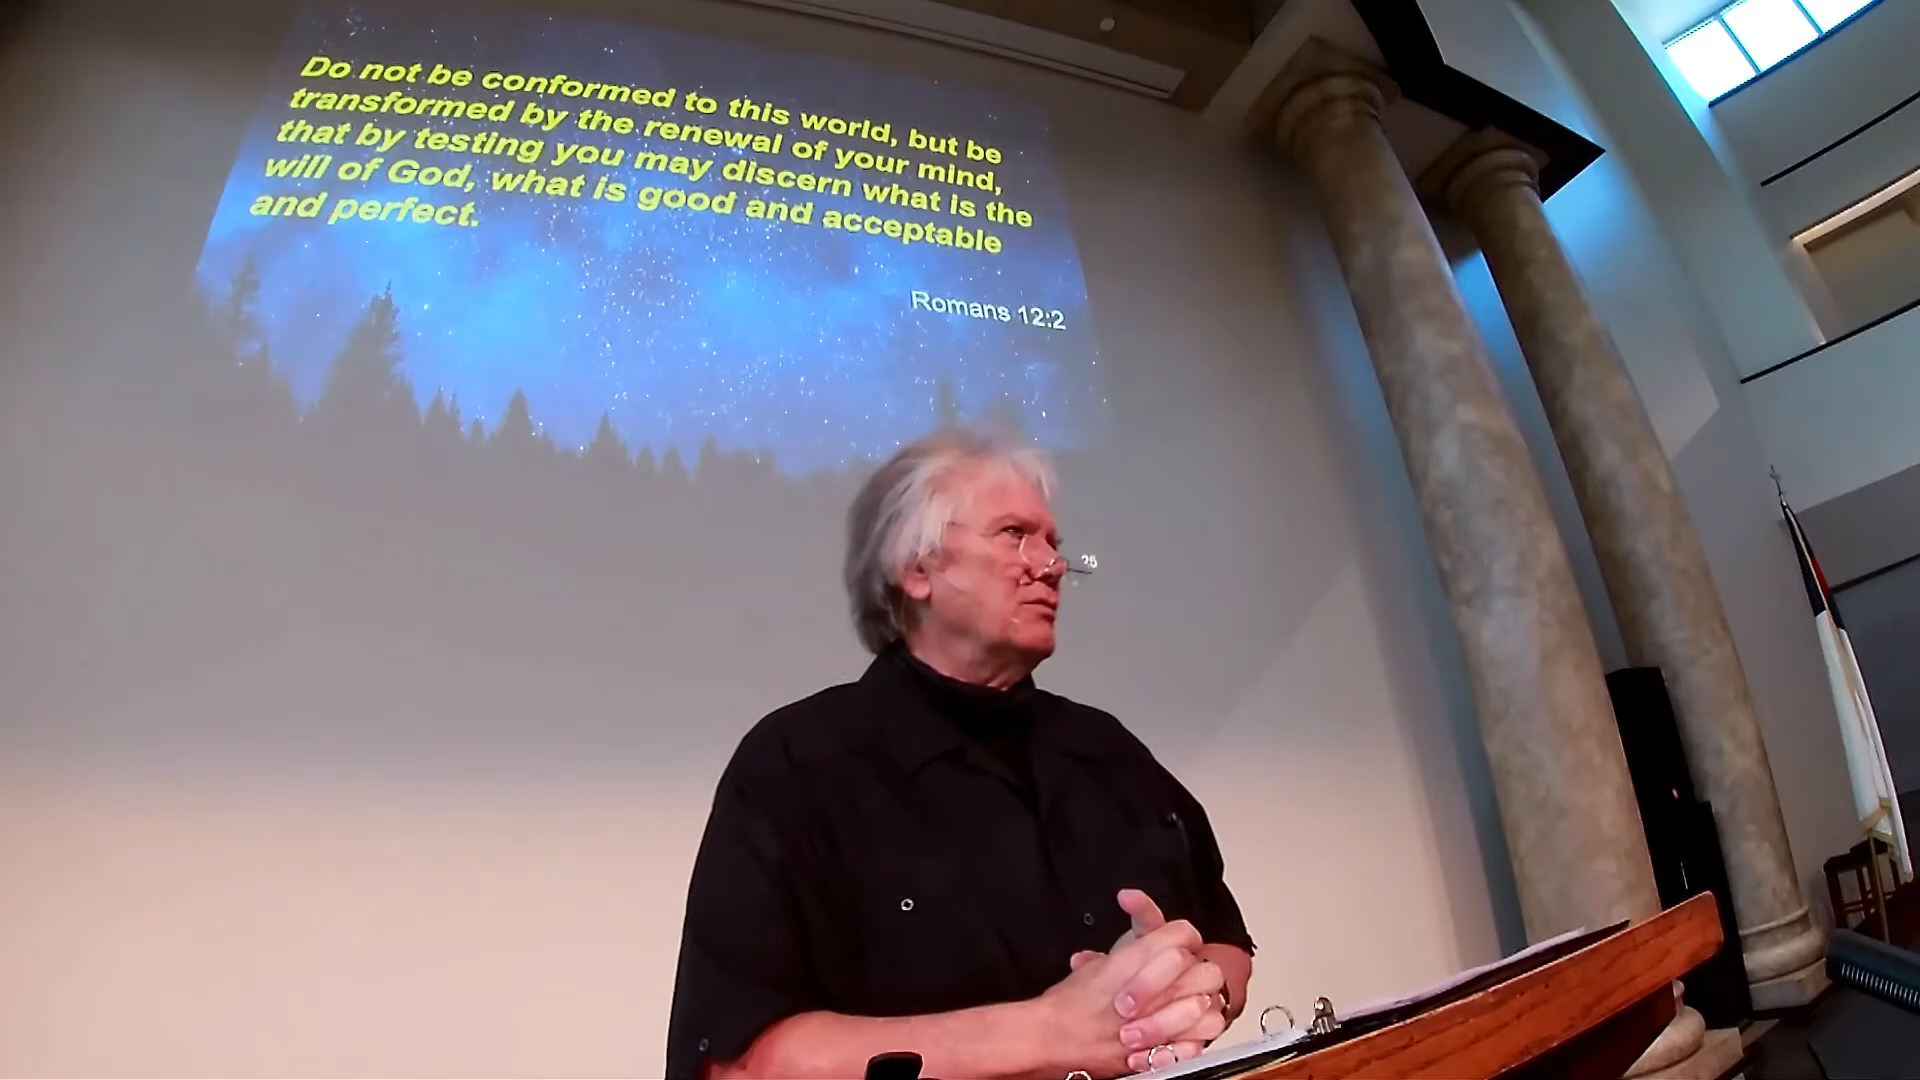 Do not be conformed to this world, but be
transformed by the renewal of your mind,
that by testing you may discern what is the
will of God, what is good and acceptable
and perfect.
Romans 12:2
25